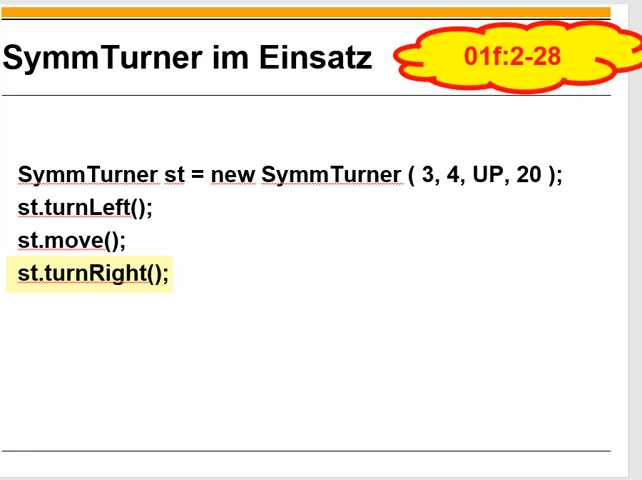 SymmTurner im Einsatz
01f:2-28
SymmTurner st = new SymmTurner ( 3, 4, UP, 20 );
st.turnLeft();
st.move();
st.turnRight();